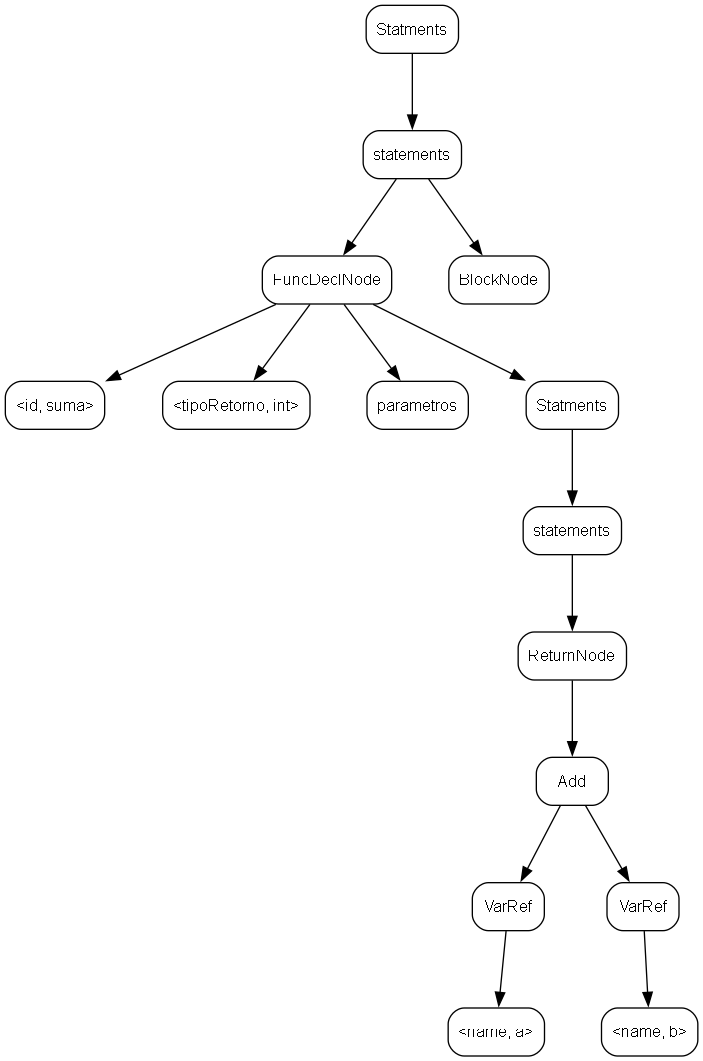 Statments
statements
FuncDeclNode
BlockNode
<id, suma>
<tipoRetorno, int>
parametros
Statments
statements
ReturnNode
Add
VarRef
VarRef
<name, a>
<name, b>